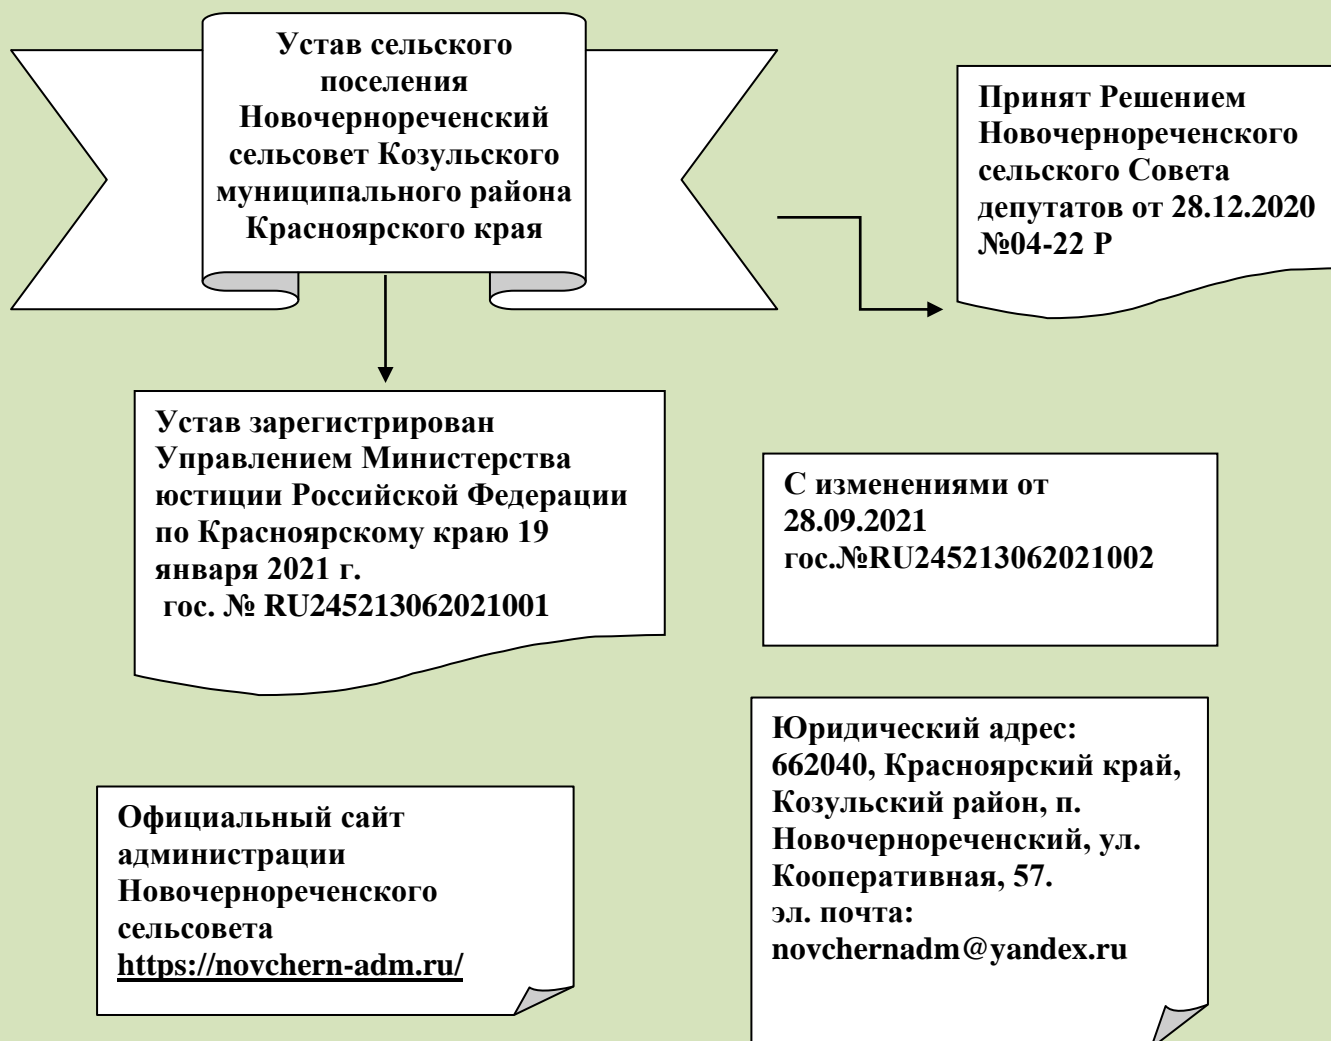 Устав сельского
поселения
Новочернореченский
сельсовет Козульского
муниципального района
Красноярского края
Принят Решением
Новочернореченского
сельского Совета
депутатов от 28.12.2020
№04-22 Р
Устав зарегистрирован
Управлением Министерства
юстиции Российской Федерации
по Красноярскому краю 19
января 2021 г.
гос. № RU245213062021001
С изменениями от
28.09.2021
гос.№RU245213062021002
Юридический адрес:
662040, Красноярский край,
Козульский район, п.
Новочернореченский, ул.
Кооперативная, 57.
эл. почта:
novchernadm@yandex.ru
Официальный сайт
администрации
Новочернореченского
сельсовета
https://novchern-adm.ru/